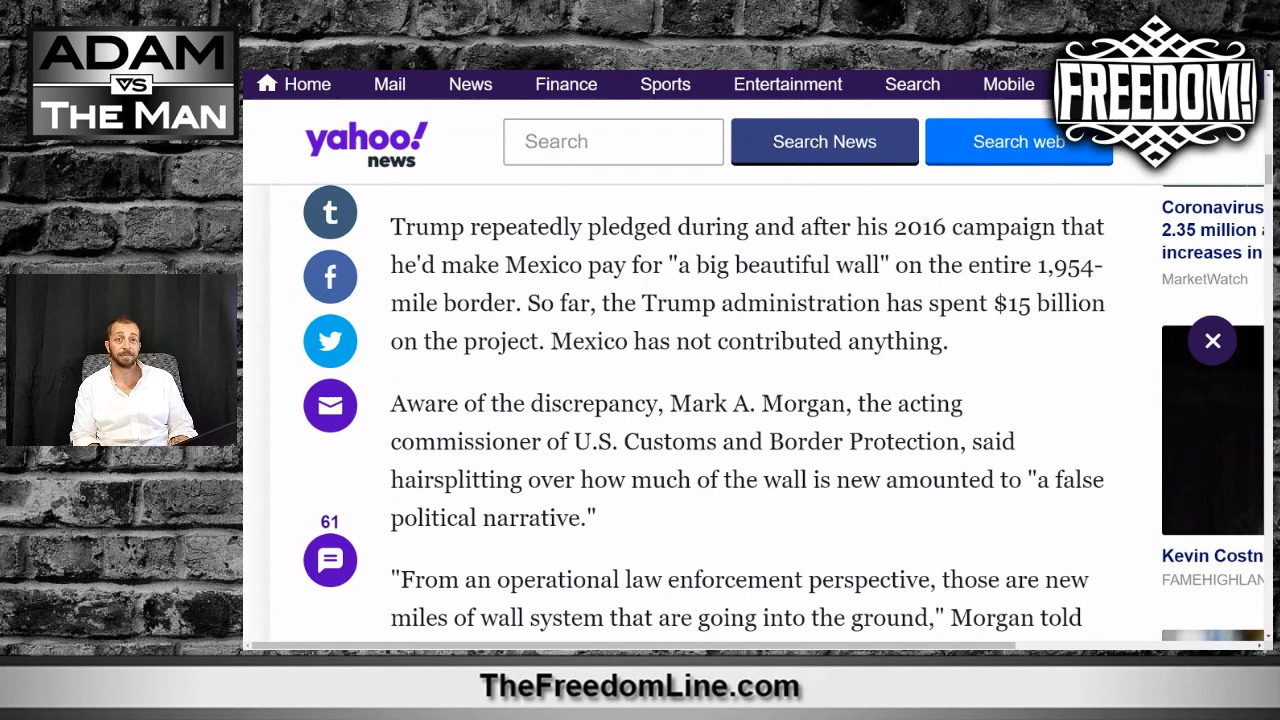 ADAM
VS
THE MAN
FREEDOM!
Home Mail News Finance Sports Entertainment Search Mobile
yahoo!
news
Search
Search News
Search web
t
f
Trump repeatedly pledged during and after his 2016 campaign that
he'd make Mexico pay for "a big beautiful wall" on the entire 1,954-
mile border. So far, the Trump administration has spent $15 billion
on the project. Mexico has not contributed anything.
Aware of the discrepancy, Mark A. Morgan, the acting
commissioner of U.S. Customs and Border Protection, said
hairsplitting over how much of the wall is new amounted to "a false
political narrative."
61
"From an operational law enforcement perspective, those are new
miles of wall system that are going into the ground," Morgan told
Coronavirus
2.35 million
increases in
MarketWatch
Kevin Costn
FAMEHIGHLAN
TheFreedomLine.com